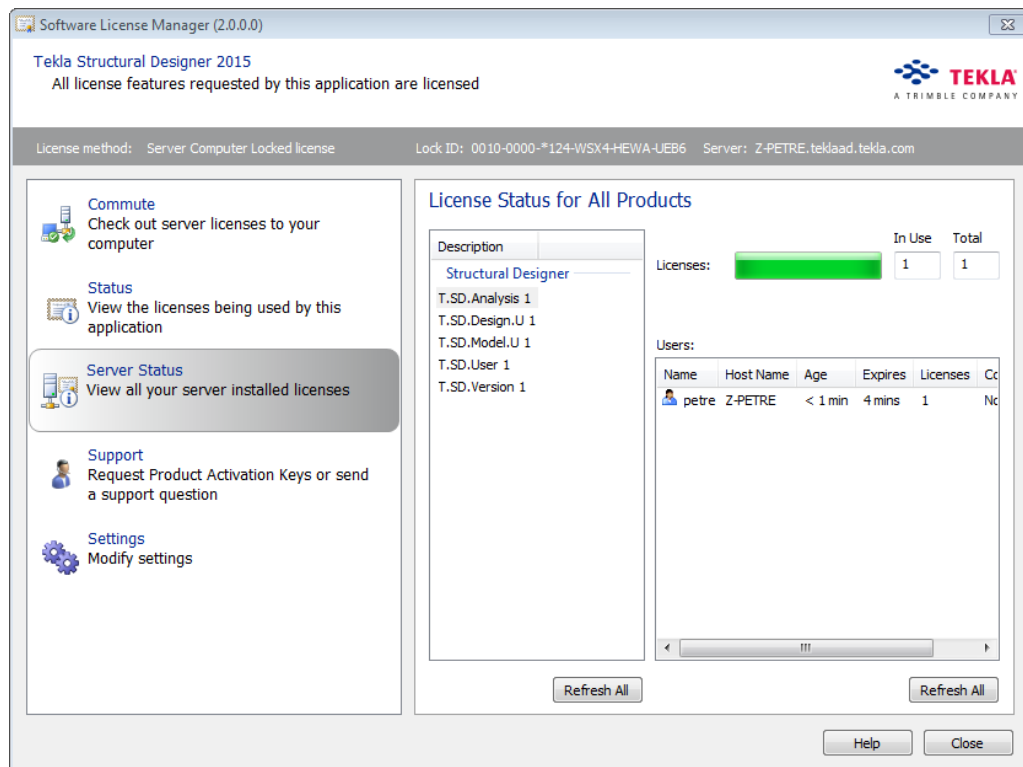 Software License Manager (2.0.0.0)
Tekla Structural Designer 2015
All license features requested by this application are licensed
TEKLA
A TRIMBLE COMPANY
License method: Server Computer Locked license Lock ID: 0010-0000-*124-WSX4-HEWA-UEB6 Server: Z-PETRE.teklaad.tekla.com
Commute
Check out server licenses to your
computer
Status
View the licenses being used by this
application
Server Status
View all your server installed licenses
Support
Request Product Activation Keys or send
a support question
Settings
Modify settings
License Status for All Products
Description
Structural Designer
T.SD.Analysis 1
T.SD.Design.U 1
T.SD.Model.U 1
T.SD.User 1
T.SD.Version 1
Refresh All
In Use Total
Licenses: 1 1
Users:
Name Host Name Age Expires Licenses Co
petre Z-PETRE < 1 min 4 mins 1 No
Refresh All
Help Close